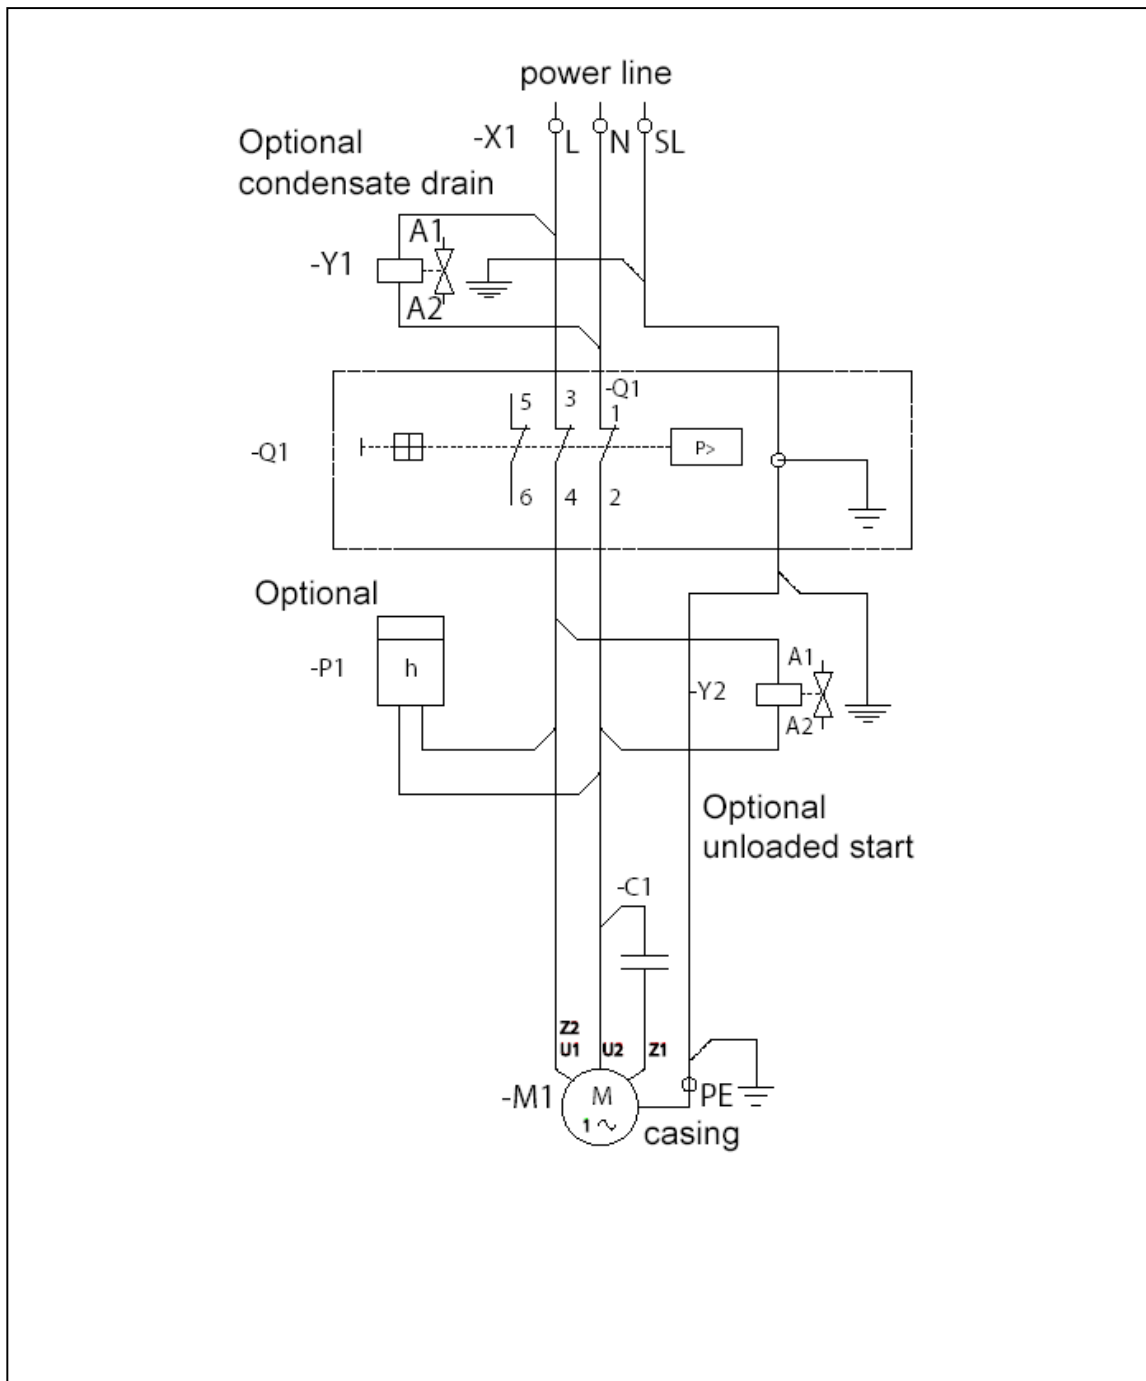 power line
-X1 L N SL
Optional
condensate drain
A1
-Y1
A2
-Q1
5 3 1
-Q1 P>
6 4 2
Optional
-P1 h
A1
-Y2
A2
Optional
unloaded start
-C1
Z2
U1 U2 Z1
-M1 M PE
1 ∿
casing